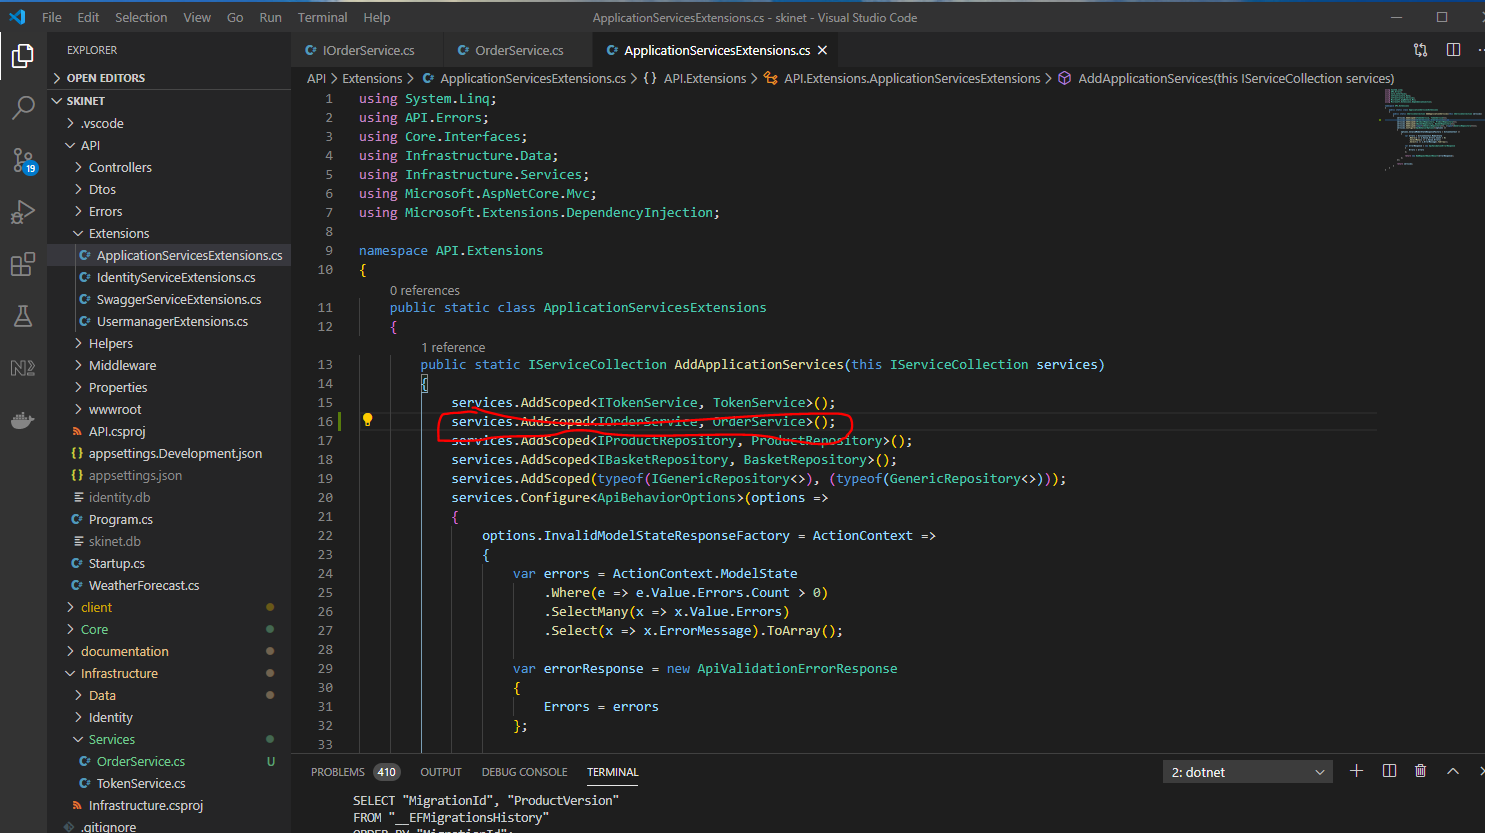 File Edit Selection View Go Run Terminal Help
ApplicationServicesExtensions.cs - skinet - Visual Studio Code
EXPLORER
OPEN EDITORS
SKINET
.vscode
API
Controllers
Dtos
Errors
Extensions
ApplicationServicesExtensions.cs
IdentityServiceExtensions.cs
SwaggerServiceExtensions.cs
UsermanagerExtensions.cs
Helpers
Middleware
Properties
wwwroot
API.csproj
appsettings.Development.json
appsettings.json
identity.db
Program.cs
skinet.db
Startup.cs
WeatherForecast.cs
client
Core
documentation
Infrastructure
Data
Identity
Services
OrderService.cs U
TokenService.cs
Infrastructure.csproj
.gitignore
19
IOrderService.cs OrderService.cs ApplicationServicesExtensions.cs
API > Extensions > ApplicationServicesExtensions.cs > {} API.Extensions > API.Extensions.ApplicationServicesExtensions > AddApplicationServices(this IServiceCollection services)
1 using System.Linq;
2 using API.Errors;
3 using Core.Interfaces;
4 using Infrastructure.Data;
5 using Infrastructure.Services;
6 using Microsoft.AspNetCore.Mvc;
7 using Microsoft.Extensions.DependencyInjection;
8
9 namespace API.Extensions
10 {
0 references
11 public static class ApplicationServicesExtensions
12 {
1 reference
13 public static IServiceCollection AddApplicationServices(this IServiceCollection services)
14 {
15 services.AddScoped<ITokenService, TokenService>();
16 services.AddScoped<IOrderService, OrderService>();
17 services.AddScoped<IProductRepository, ProductRepository>();
18 services.AddScoped<IBasketRepository, BasketRepository>();
19 services.AddScoped(typeof(IGenericRepository<>), (typeof(GenericRepository<>)));
20 services.Configure<ApiBehaviorOptions>(options =>
21 {
22 options.InvalidModelStateResponseFactory = ActionContext =>
23 {
24 var errors = ActionContext.ModelState
25 .Where(e => e.Value.Errors.Count > 0)
26 .SelectMany(x => x.Value.Errors)
27 .Select(x => x.ErrorMessage).ToArray();
28
29 var errorResponse = new ApiValidationErrorResponse
30 {
31 Errors = errors
32 };
33
PROBLEMS 410 OUTPUT DEBUG CONSOLE TERMINAL 2: dotnet
SELECT "MigrationId", "ProductVersion"
FROM "__EFMigrationsHistory"
ORDER BY "MigrationId";